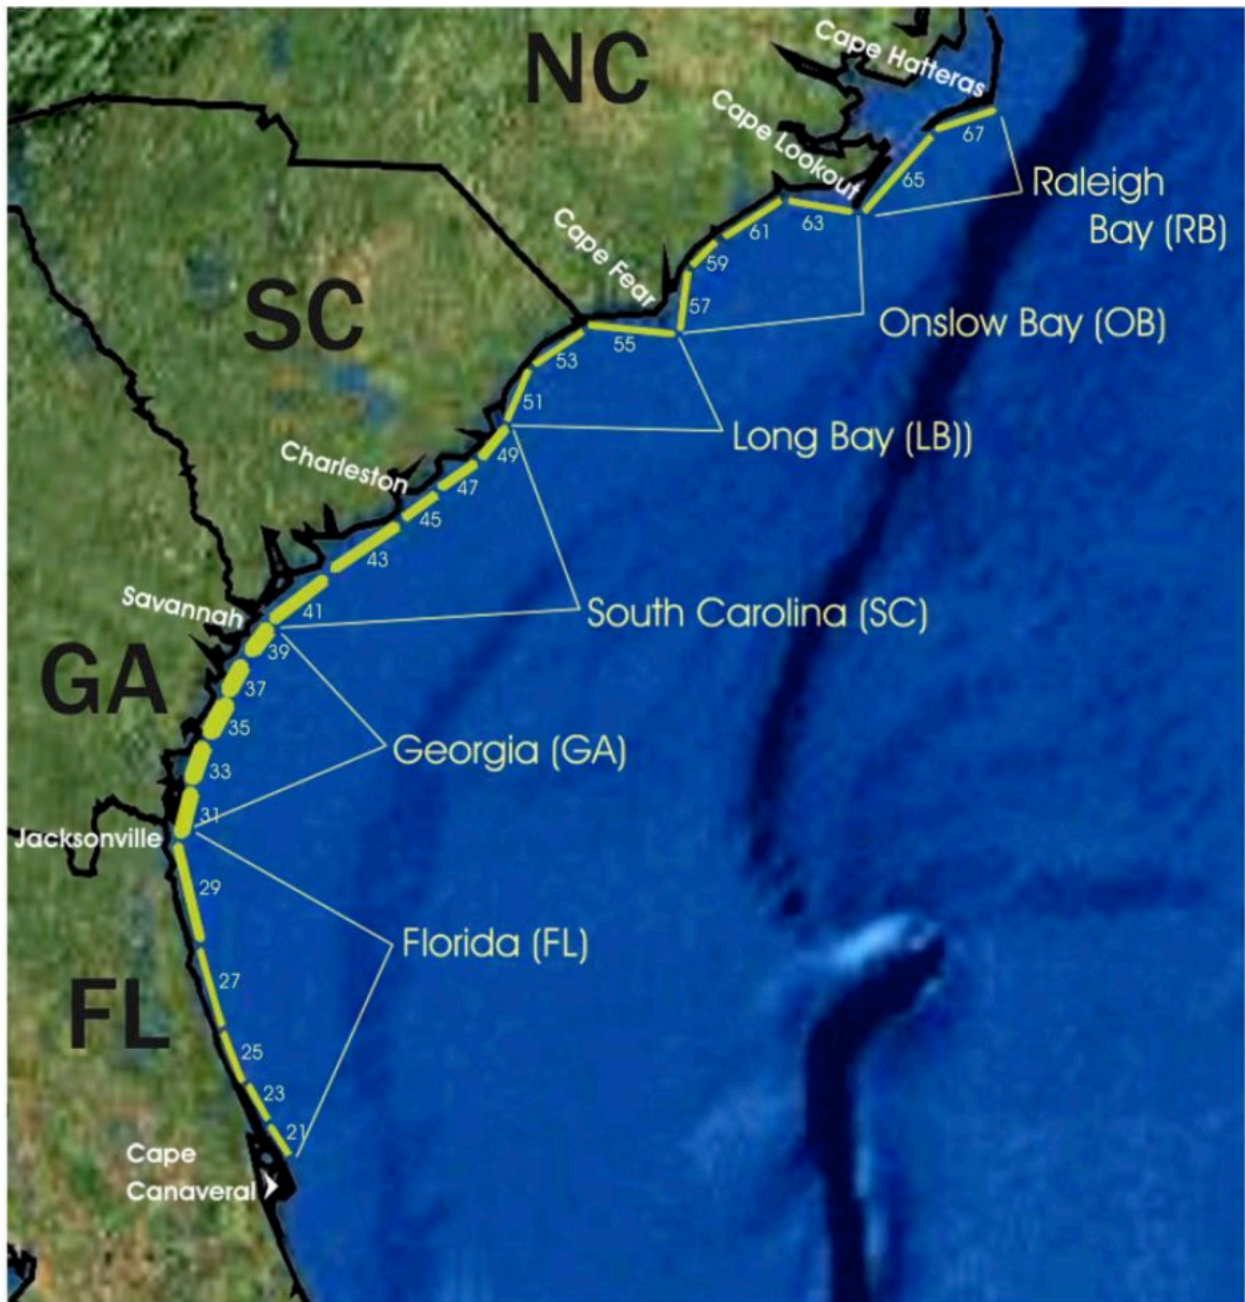 NC
Cape Hatteras
67
Cape Lookout
65
Raleigh
Bay (RB)
63
61
Cape Fear
59
57
Onslow Bay (OB)
SC
55
53
51
Long Bay (LB))
49
Charleston
47
45
43
Savannah
41
South Carolina (SC)
39
GA
37
35
Georgia (GA)
33
31
Jacksonville
29
Florida (FL)
27
FL
25
23
21
Cape
Canaveral